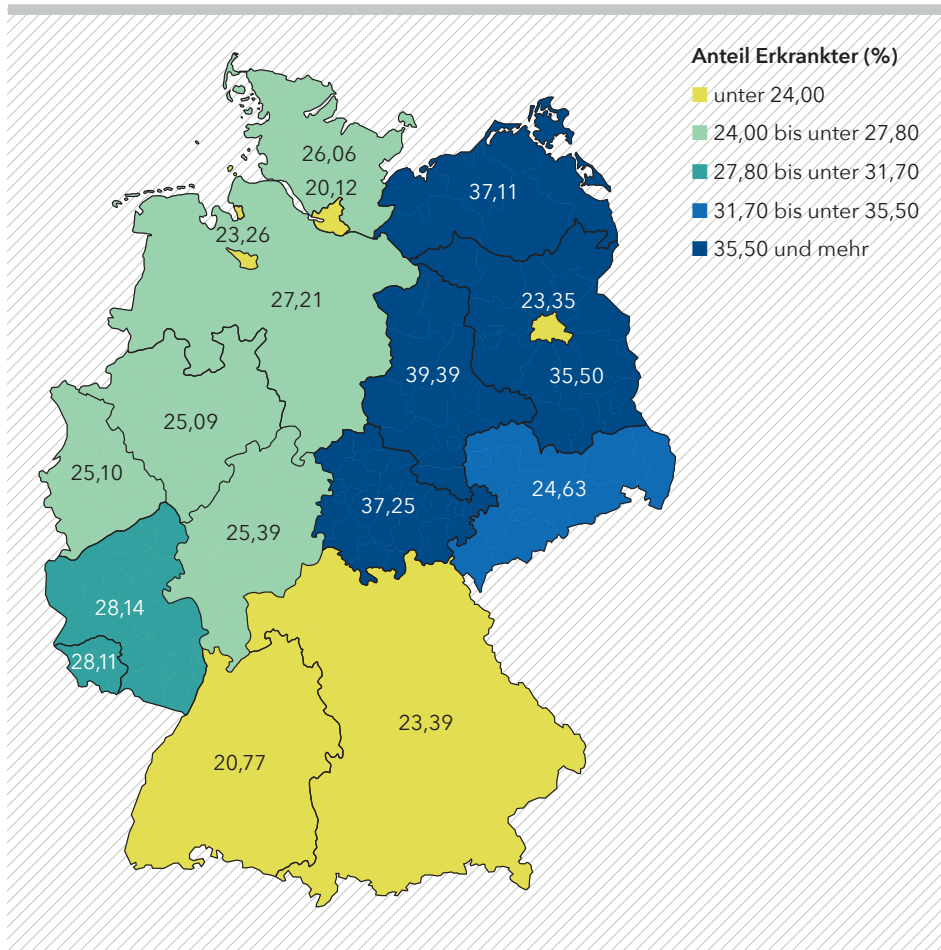 Anteil Erkrankter (%)
unter 24,00
24,00 bis unter 27,80
27,80 bis unter 31,70
31,70 bis unter 35,50
35,50 und mehr
26,06
20,12
37,11
23,26
27,21
23,35
39,39
35,50
25,09
25,10
24,63
37,25
25,39
28,14
28,11
23,39
20,77